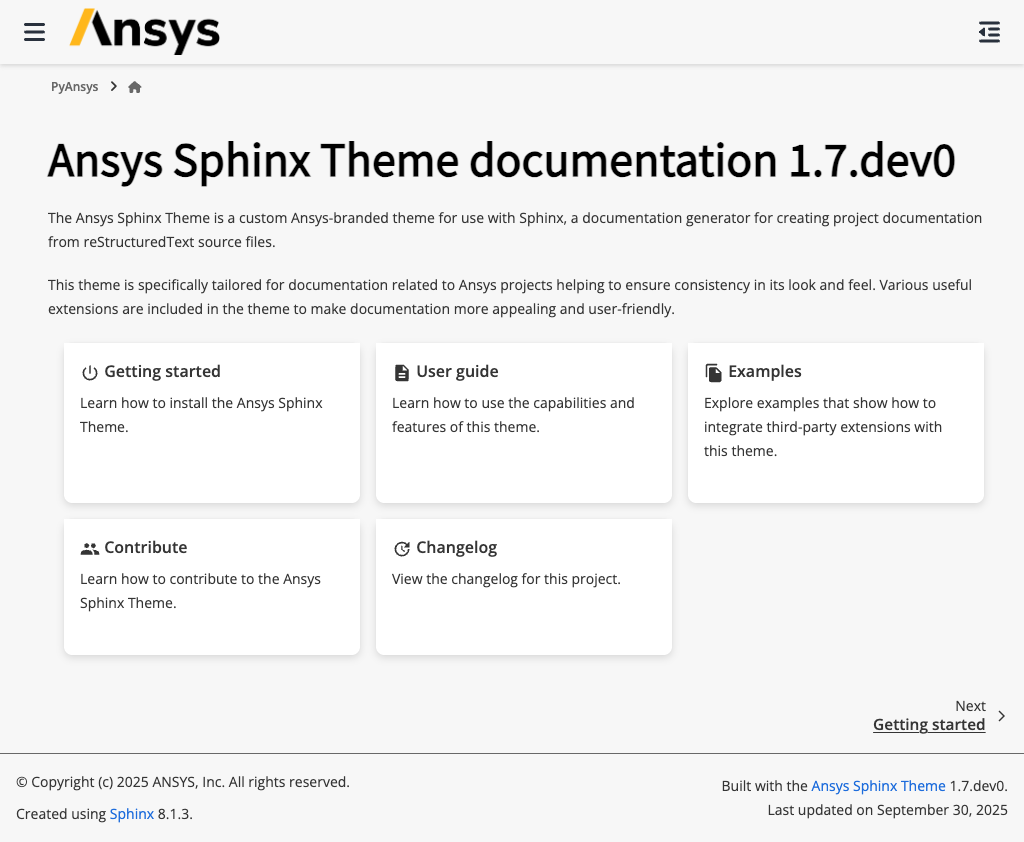 Ansys
PyAnsys
Ansys Sphinx Theme documentation 1.7.dev0
The Ansys Sphinx Theme is a custom Ansys-branded theme for use with Sphinx, a documentation generator for creating project documentation
from reStructuredText source files.
This theme is specifically tailored for documentation related to Ansys projects helping to ensure consistency in its look and feel. Various useful
extensions are included in the theme to make documentation more appealing and user-friendly.
Getting started
Learn how to install the Ansys Sphinx
Theme.
User guide
Learn how to use the capabilities and
features of this theme.
Examples
Explore examples that show how to
integrate third-party extensions with
this theme.
Contribute
Learn how to contribute to the Ansys
Sphinx Theme.
Changelog
View the changelog for this project.
Next
Getting started
© Copyright (c) 2025 ANSYS, Inc. All rights reserved.
Created using Sphinx 8.1.3.
Built with the Ansys Sphinx Theme 1.7.dev0.
Last updated on September 30, 2025